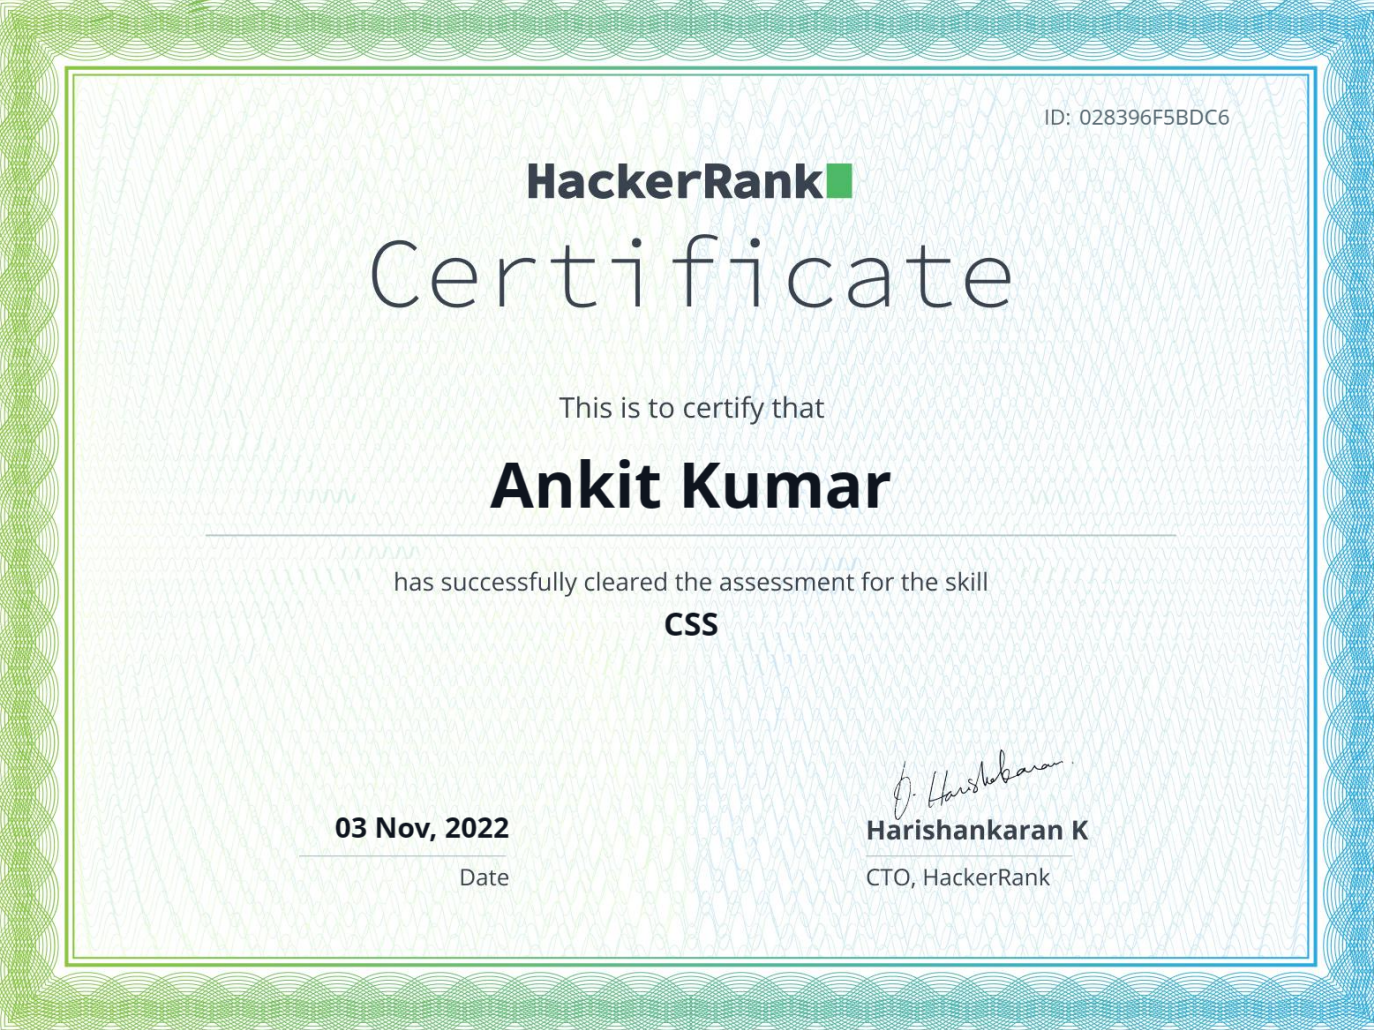 ID: 028396F5BDC6
HackerRank
Certificate
This is to certify that
Ankit Kumar
has successfully cleared the assessment for the skill
CSS
03 Nov, 2022
Date
Harishankaran K
CTO, HackerRank